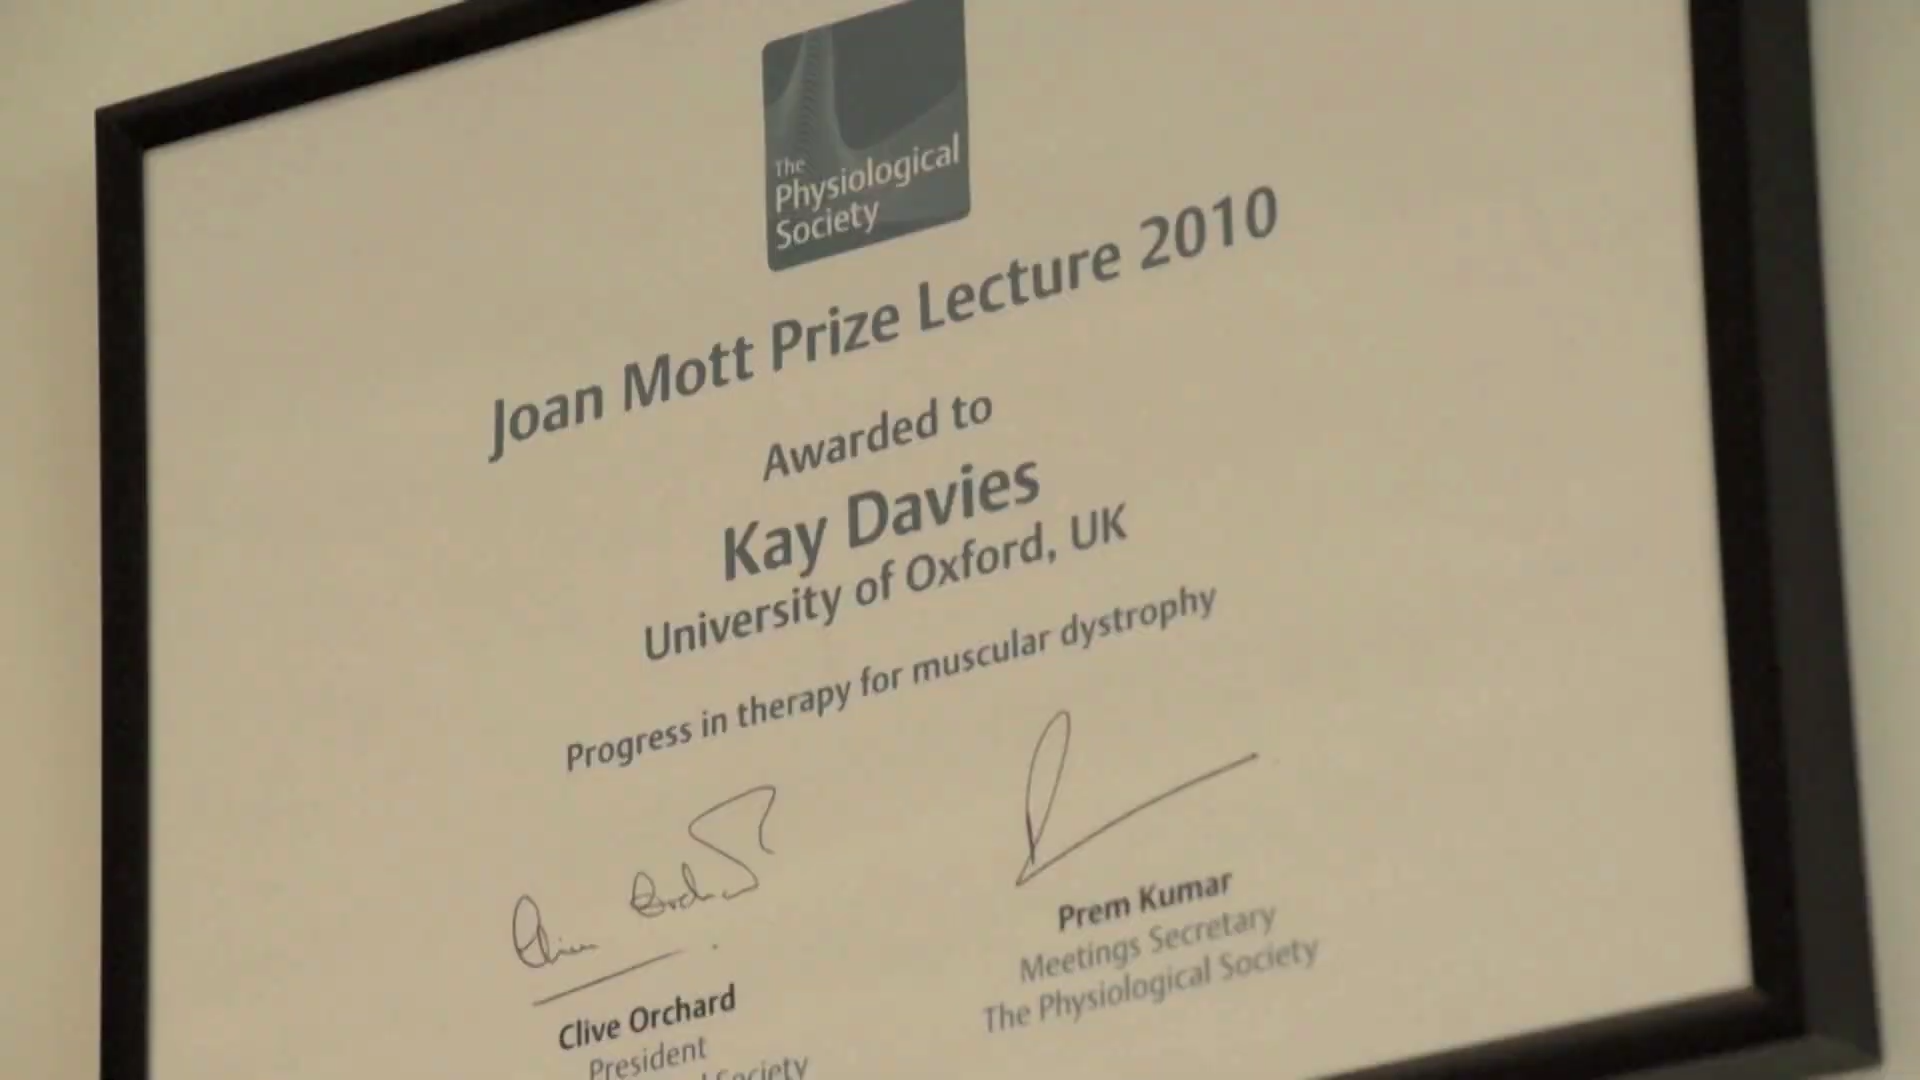 The
Physiological
Society
Joan Mott Prize Lecture 2010
Awarded to
Kay Davies
University of Oxford, UK
Progress in therapy for muscular dystrophy
Clive Orchard
President
Society
Prem Kumar
Meetings Secretary
The Physiological Society